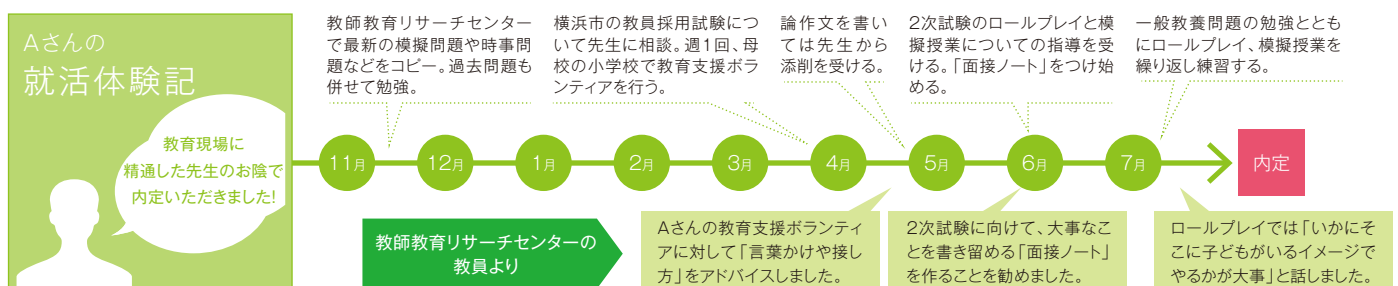 Aさんの
就活体験記
教育現場に
精通した先生のお陰で
内定いただきました!
教師教育リサーチセンター
で最新の模擬問題や時事問
題などをコピー。過去問題も
併せて勉強。
横浜市の教員採用試験につ
いて先生に相談。週1回、母
校の小学校で教育支援ボラ
ンティアを行う。
論作文を書い
ては先生から
添削を受ける。
2次試験のロールプレイと模
擬授業についての指導を受
ける。「面接ノート」をつけ始
める。
一般教養問題の勉強ととも
にロールプレイ、模擬授業を
繰り返し練習する。
11月
12月
1月
2月
3月
4月
5月
6月
7月
内定
教師教育リサーチセンターの
教員より
Aさんの教育支援ボランティ
アに対して「言葉かけや接し
方」をアドバイスしました。
2次試験に向けて、大事なこ
とを書き留める「面接ノート」
を作ることを勧めました。
ロールプレイでは「いかにそ
こに子どもがいるイメージで
やるかが大事」と話しました。